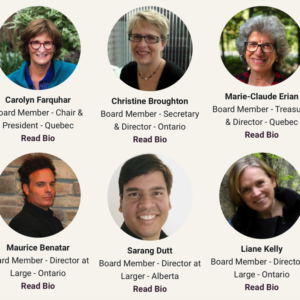 Carolyn Farquhar
oard Member - Chair &
President - Quebec
Read Bio
Christine Broughton
Board Member - Secretary
& Director - Ontario
Read Bio
Marie-Claude Erian
Board Member - Treasu
& Director - Quebec
Read Bio
Maurice Benatar
ard Member - Director at
Large - Ontario
Read Bio
Sarang Dutt
Board Member - Director at
Larger - Alberta
Read Bio
Liane Kelly
Board Member - Directo
Large - Ontario
Read Bio